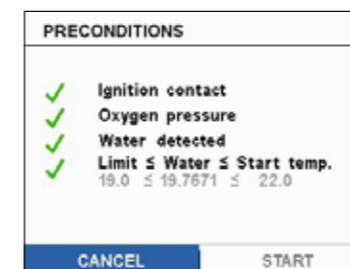 PRECONDITIONS
Ignition contact
Oxygen pressure
Water detected
Limit ≤ Water ≤ Start temp.
19.0 ≤ 19.7671 ≤ 22.0
CANCEL START